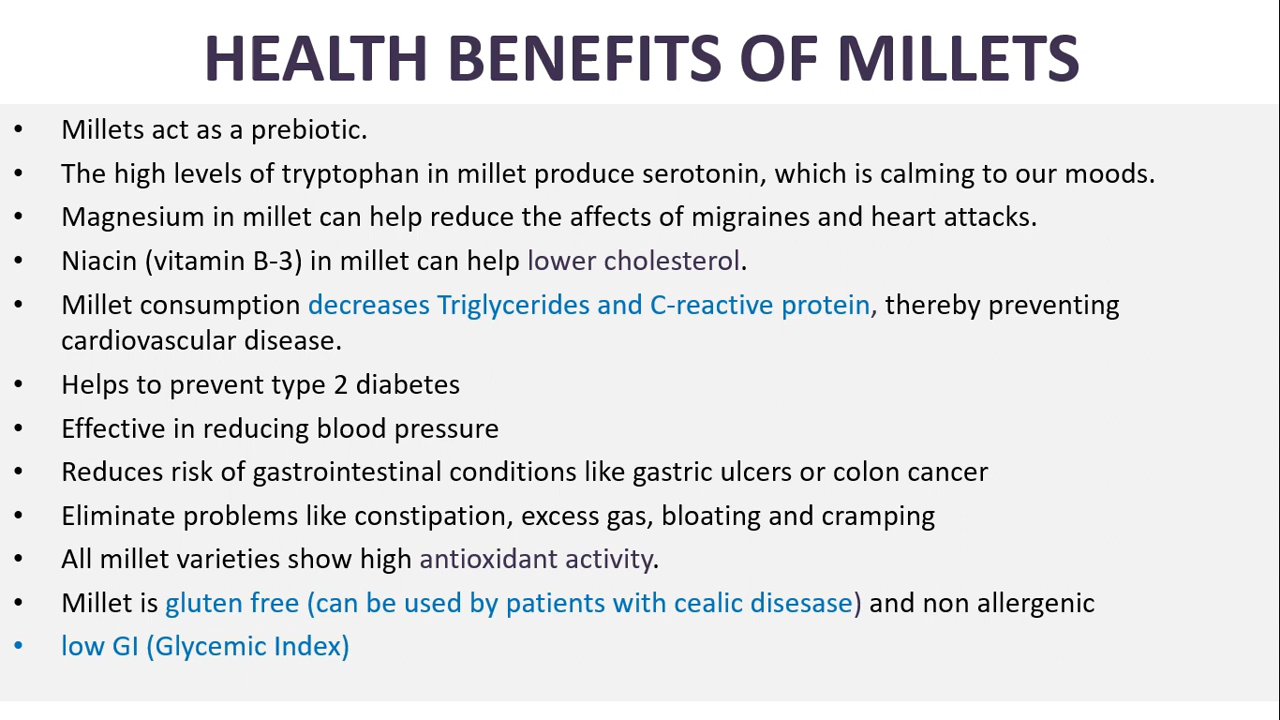 HEALTH BENEFITS OF MILLETS
• Millets act as a prebiotic.
• The high levels of tryptophan in millet produce serotonin, which is calming to our moods.
• Magnesium in millet can help reduce the affects of migraines and heart attacks.
• Niacin (vitamin B-3) in millet can help lower cholesterol.
• Millet consumption decreases Triglycerides and C-reactive protein, thereby preventing
cardiovascular disease.
• Helps to prevent type 2 diabetes
• Effective in reducing blood pressure
• Reduces risk of gastrointestinal conditions like gastric ulcers or colon cancer
• Eliminate problems like constipation, excess gas, bloating and cramping
• All millet varieties show high antioxidant activity.
• Millet is gluten free (can be used by patients with cealic disesase) and non allergenic
• low GI (Glycemic Index)